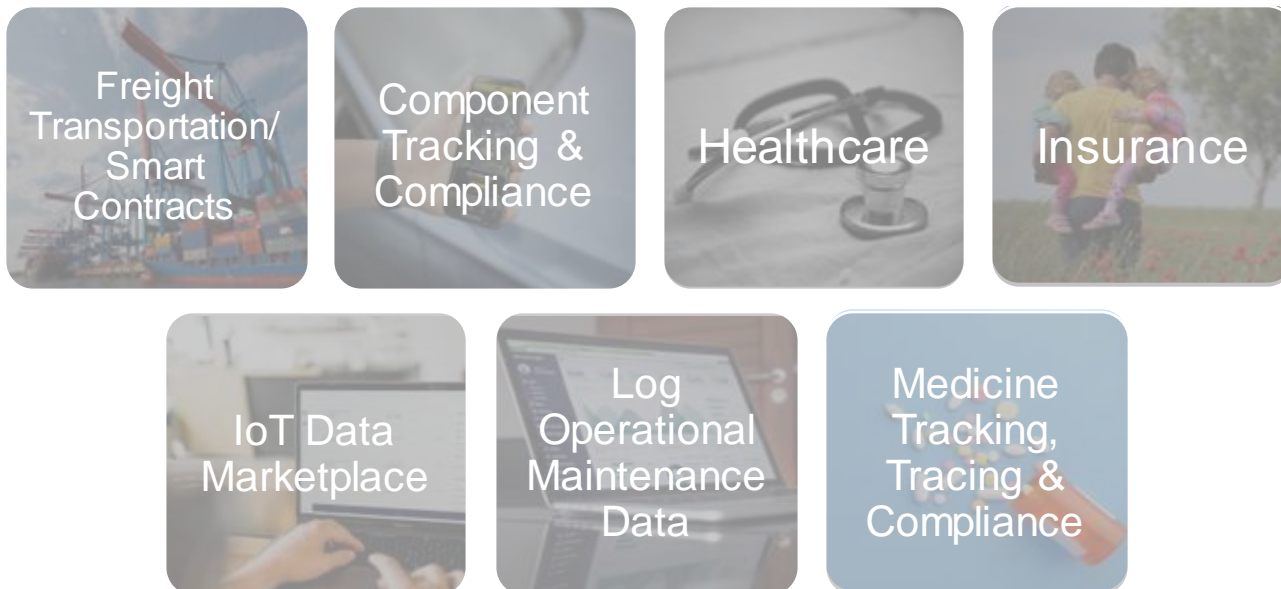 Freight
Transportation/
Smart
Contracts
Component
Tracking &
Compliance
Healthcare
Insurance
IoT Data
Marketplace
Log
Operational
Maintenance
Data
Medicine
Tracking,
Tracing &
Compliance